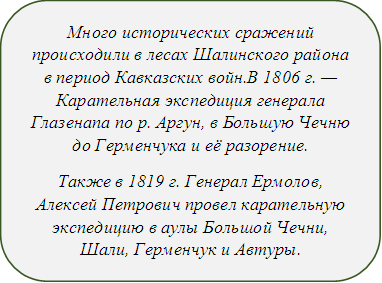 Много исторических сражений
происходили в лесах Шалинского района
в период Кавказских войн.В 1806 г. —
Карательная экспедиция генерала
Глазенапа по р. Аргун, в Большую Чечню
до Герменчука и её разорение.
Также в 1819 г. Генерал Ермолов,
Алексей Петрович провел карательную
экспедицию в аулы Большой Чечни,
Шали, Герменчук и Автуры.